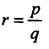 r = p/q